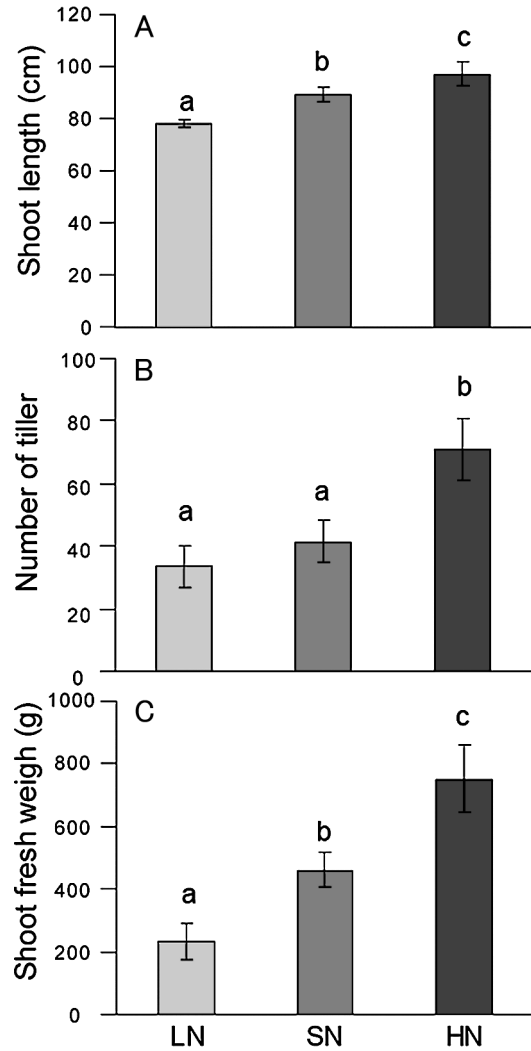 A
Shoot length (cm)
120
100
80
60
40
20
0
a
b
c
B
Number of tiller
100
80
60
40
20
0
a
a
b
C
Shoot fresh weigh (g)
1000
800
600
400
200
0
a
b
c
LN SN HN